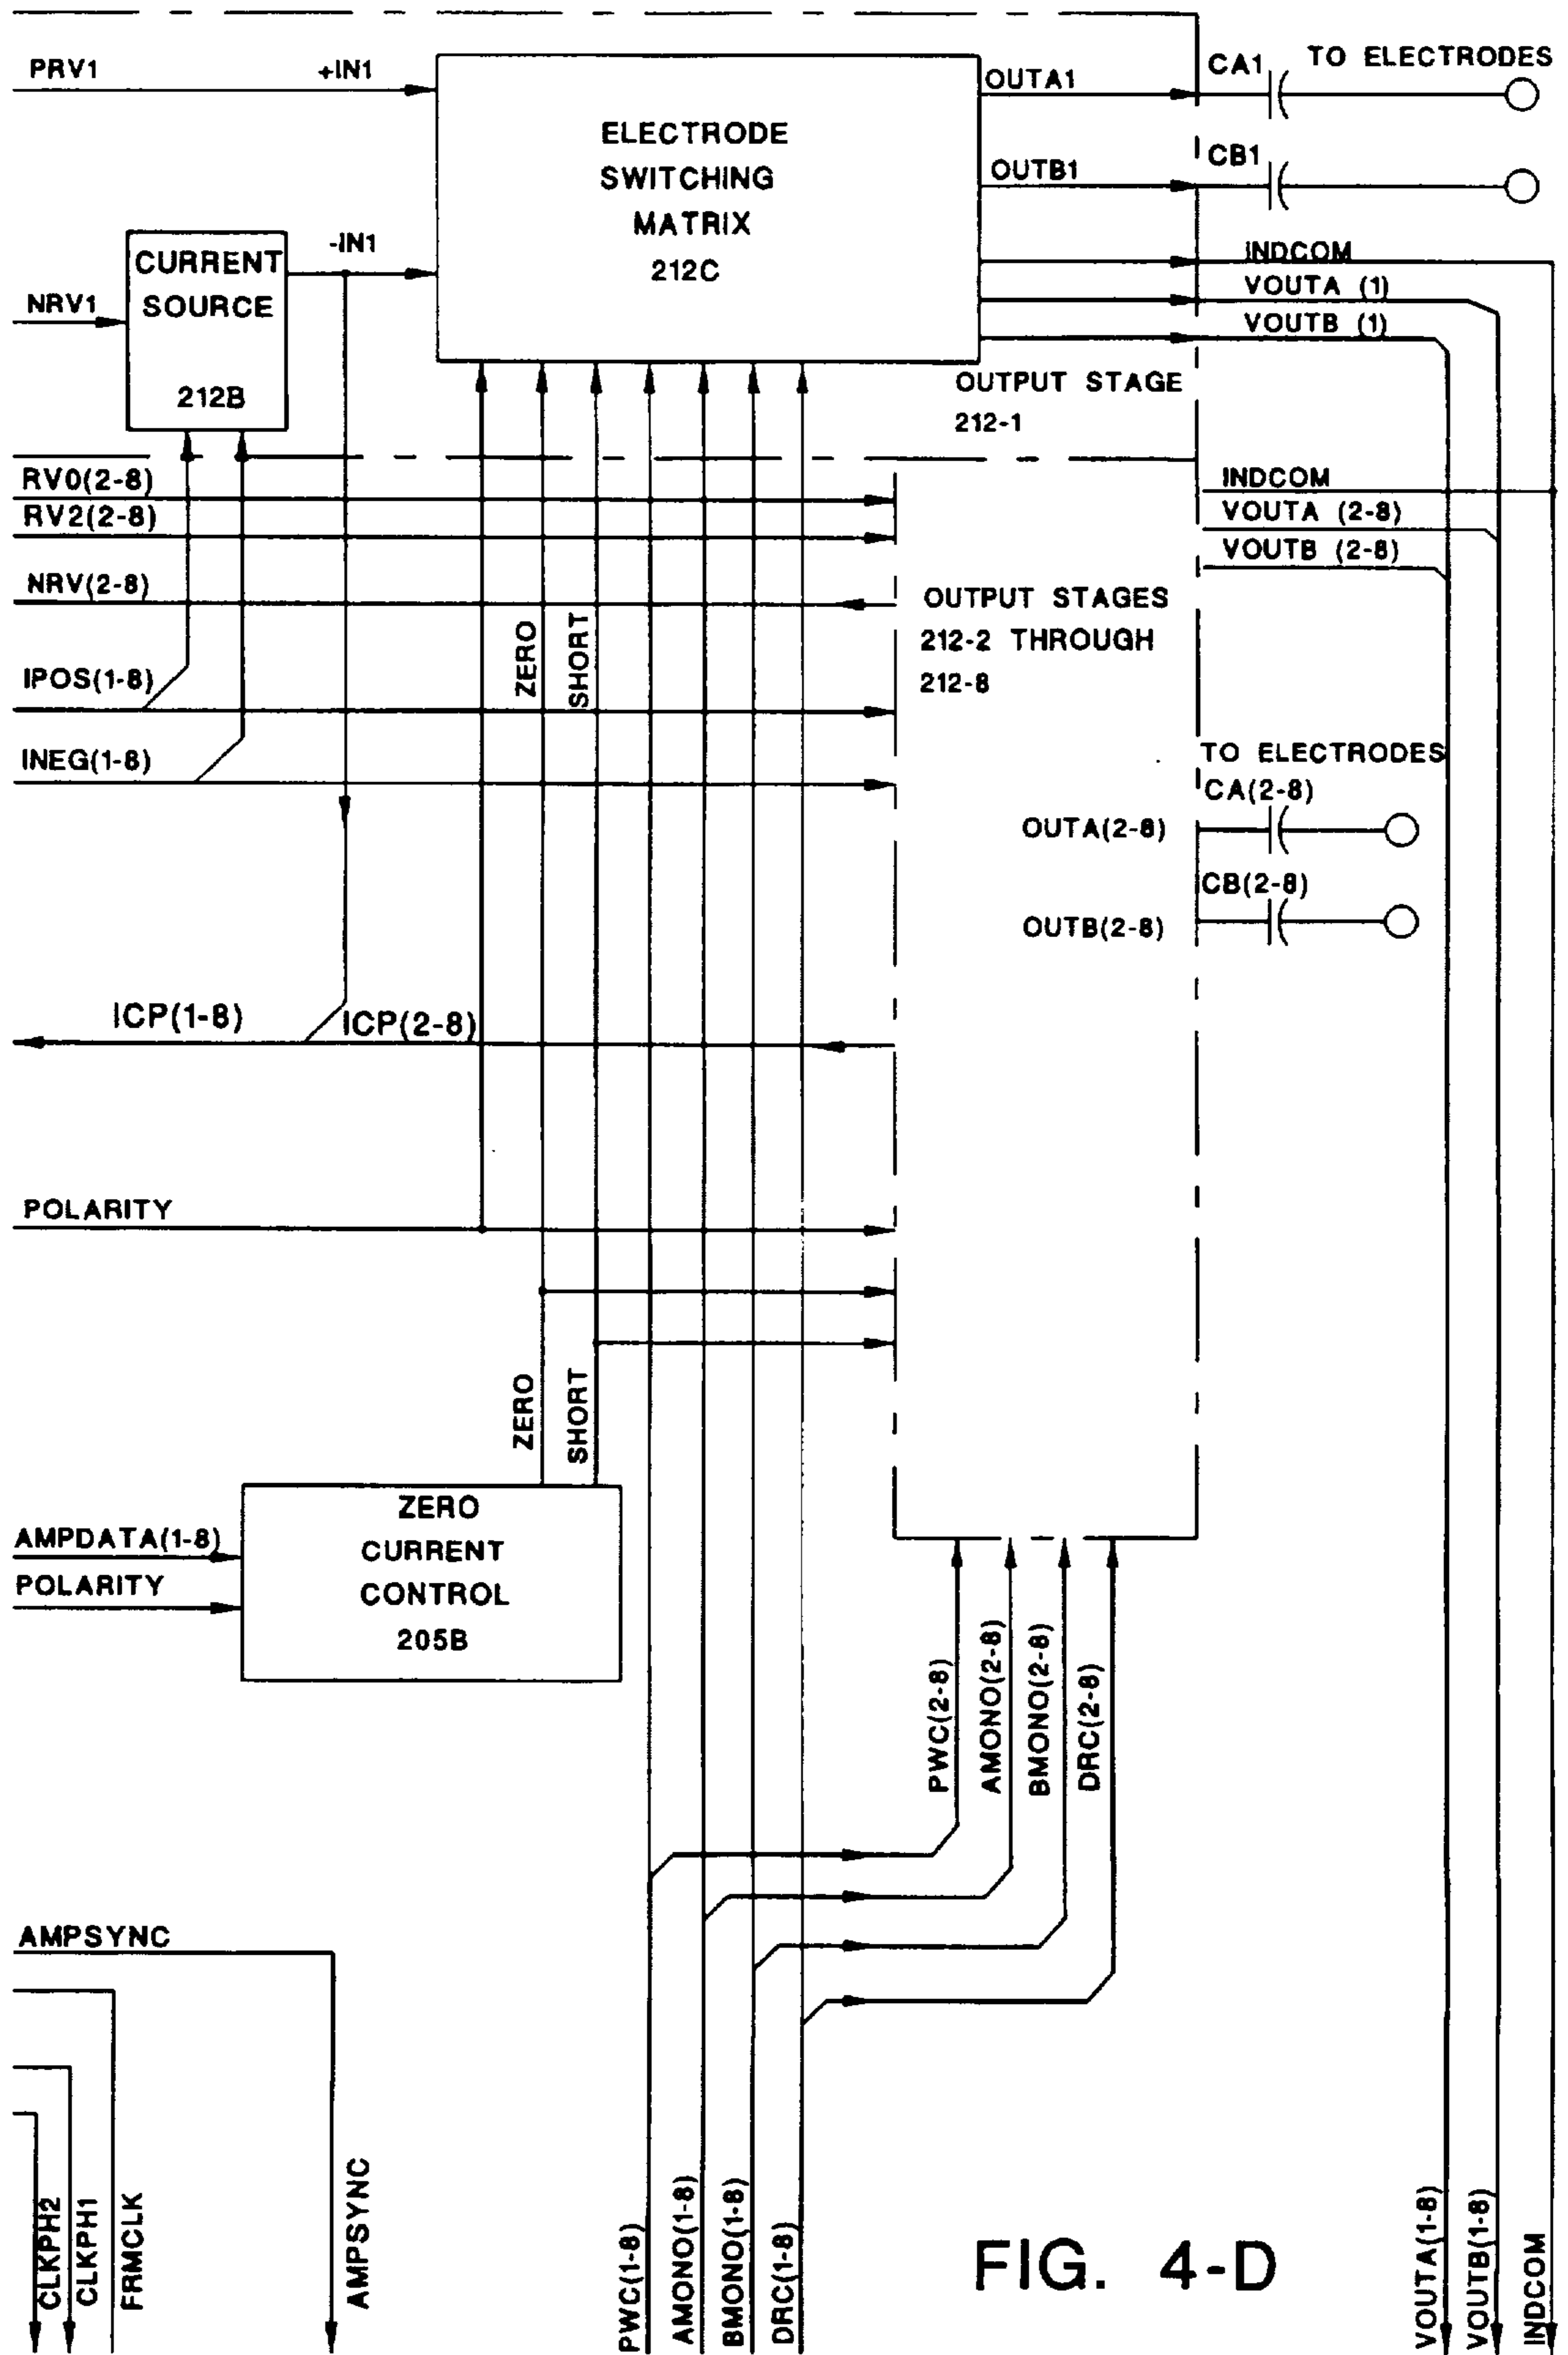 PRV1
+IN1
ELECTRODE
SWITCHING
MATRIX
212C
OUTA1
CA1
TO ELECTRODES
OUTB1
CB1
-IN1
CURRENT
SOURCE
212B
NRV1
INDCOM
VOUTA (1)
VOUTB (1)
OUTPUT STAGE
212-1
RV0(2-8)
RV2(2-8)
NRV(2-8)
IPOS(1-8)
INEG(1-8)
ZERO
SHORT
INDCOM
VOUTA (2-8)
VOUTB (2-8)
OUTPUT STAGES
212-2 THROUGH
212-8
TO ELECTRODES
CA(2-8)
OUTA(2-8)
CB(2-8)
OUTB(2-8)
ICP(1-8)
ICP(2-8)
POLARITY
ZERO
SHORT
AMPDATA(1-8)
POLARITY
ZERO
CURRENT
CONTROL
205B
PWC(2-8)
AMONO(2-8)
BMONO(2-8)
DRC(2-8)
AMPSYNC
CLKPH2
CLKPH1
FRMCLK
AMPSYNC
PWC(1-8)
AMONO(1-8)
BMONO(1-8)
DRC(1-8)
FIG. 4-D
VOUTA(1-8)
VOUTB(1-8)
INDCOM